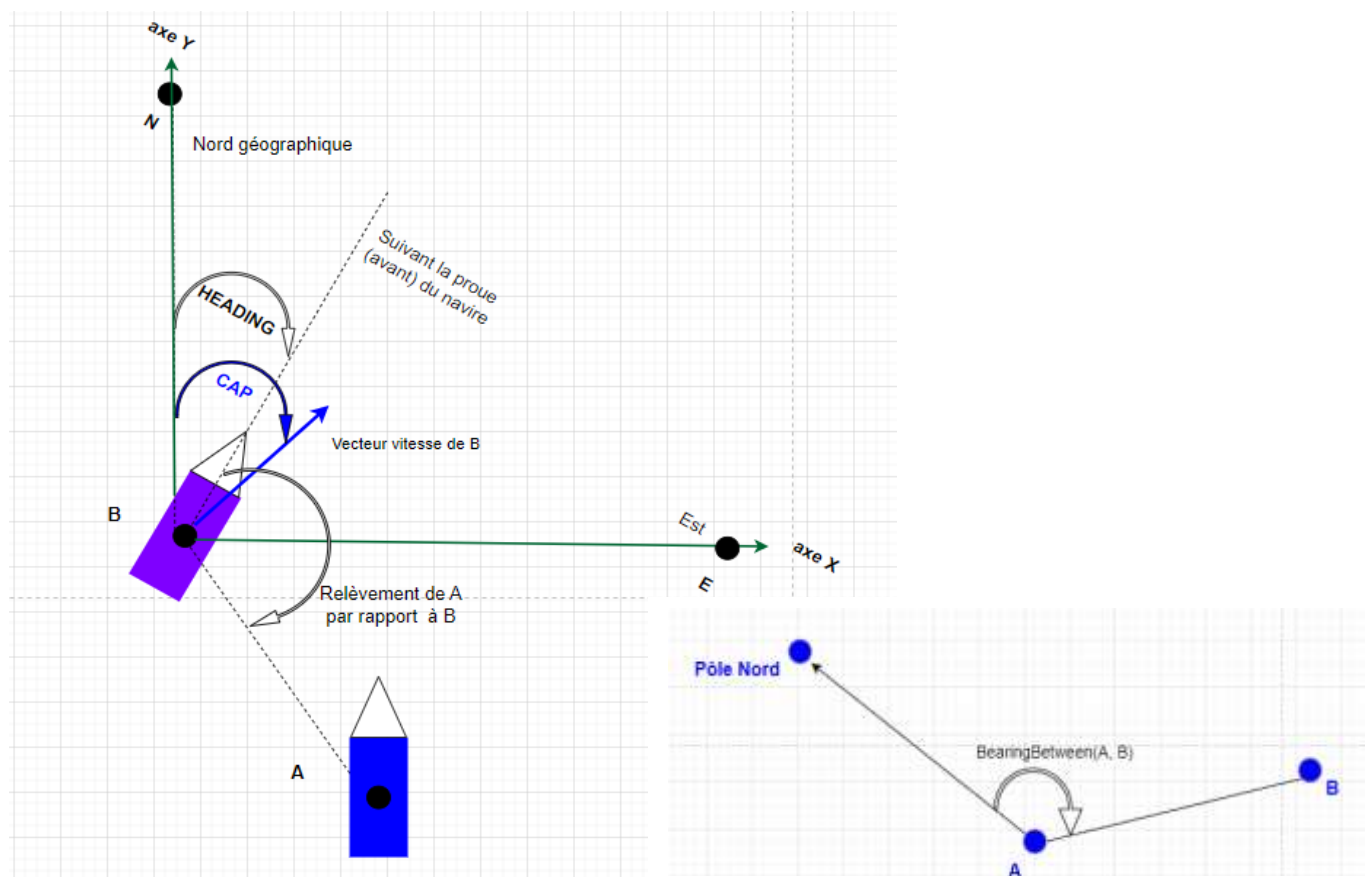 axe Y
N
Nord géographique
Suivant la proue
(avant) du navire
HEADING
CAP
Vecteur vitesse de B
B
Est
axe X
E
Relèvement de A
par rapport à B
A
Pôle Nord
BearingBetween(A, B)
B
A